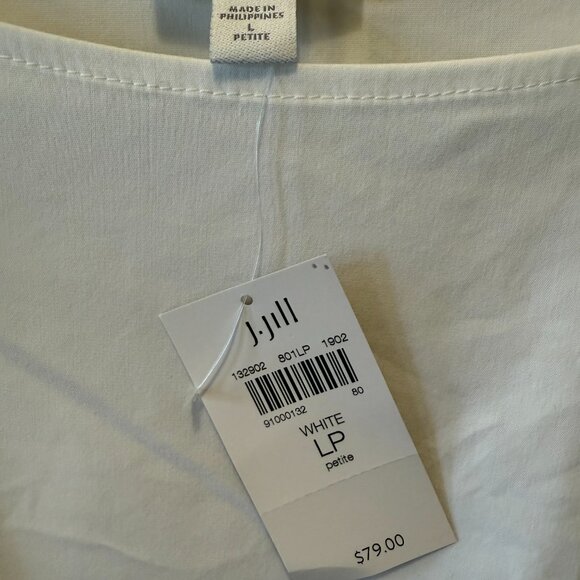 MADE IN
PHILIPPINES
L
PETITE
J.Jill
132902 801LP 1902
91000132 80
WHITE
LP
petite
$79.00